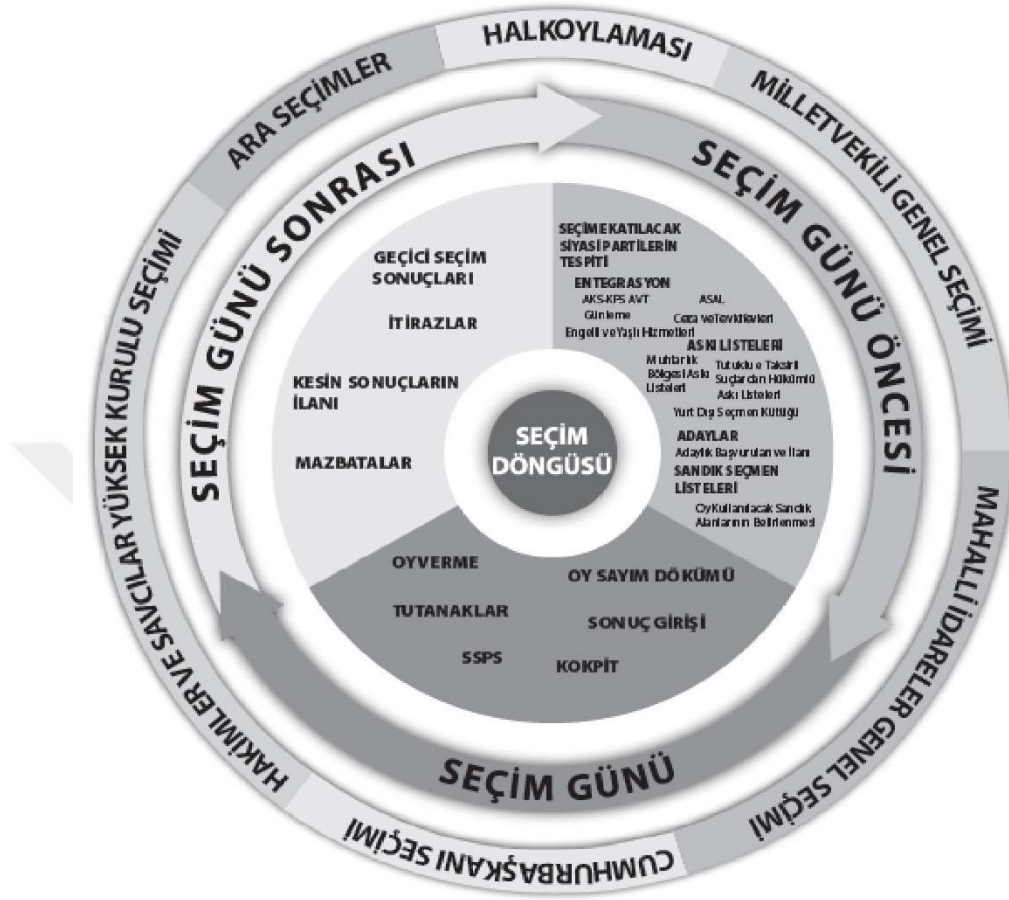 HALKOYLAMASI
MİLLETVEKİLİ GENEL SEÇİMİ
MAHALLİ İDARELER GENEL SEÇİMİ
CUMHURBAŞKANI SEÇİMİ
HAKİMLER VE SAVCILAR YÜKSEK KURULU SEÇİMİ
ARA SEÇİMLER
SEÇİM GÜNÜ ÖNCESİ
SEÇİM GÜNÜ
SEÇİM GÜNÜ SONRASI
SEÇİME KATILACAK
SİYASİ PARTİLERİN
TESPİTİ
ENTEGRASYON
AKS-KPS AVT
ASAL
Günleme
Ceza ve Tevkifevleri
Engelli ve Yaşlı Hizmetleri
ASKI LİSTELERİ
Muhtarlık
Bölgesi Askı
Listeleri
Tutuklu e Taksirli
Suçlardan Hükümlü
Askı Listeleri
Yurt Dışı Seçmen Kütüğü
ADAYLAR
Adaylık Başvuruları ve İlanı
SANDIK SEÇMEN
LİSTELERİ
Oy Kullanılacak Sandık
Alanlarının Belirlenmesi
OY VERME
OY SAYIM DÖKÜMÜ
TUTANAKLAR
SONUÇ GİRİŞİ
SSPS
KOKPİT
GEÇİCİ SEÇİM
SONUÇLARI
İTİRAZLAR
KESİN SONUÇLARIN
İLANI
MAZBATALAR
SEÇİM
DÖNGÜSÜ